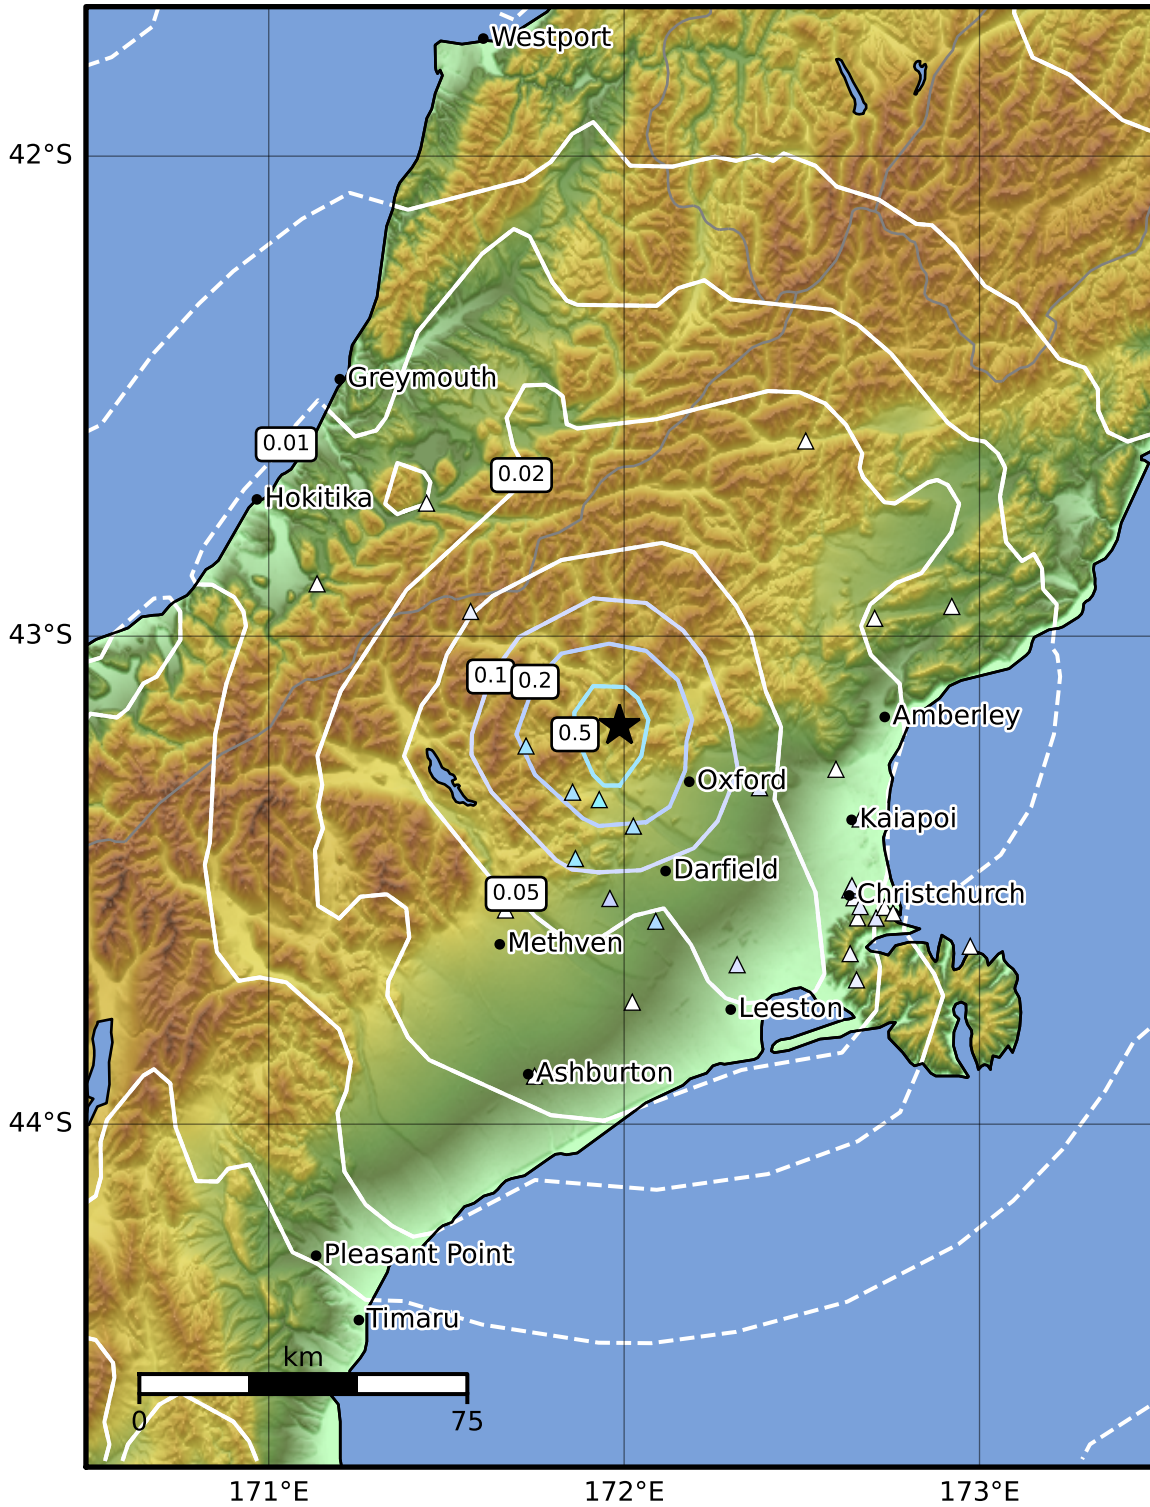 Westport
42°S
Greymouth
0.01
0.02
Hokitika
43°S
0.1
0.2
Amberley
0.5
Oxford
Kaiapoi
Darfield
0.05
Christchurch
Methven
Leeston
Ashburton
44°S
Pleasant Point
Timaru
km
0
75
171°E
172°E
173°E